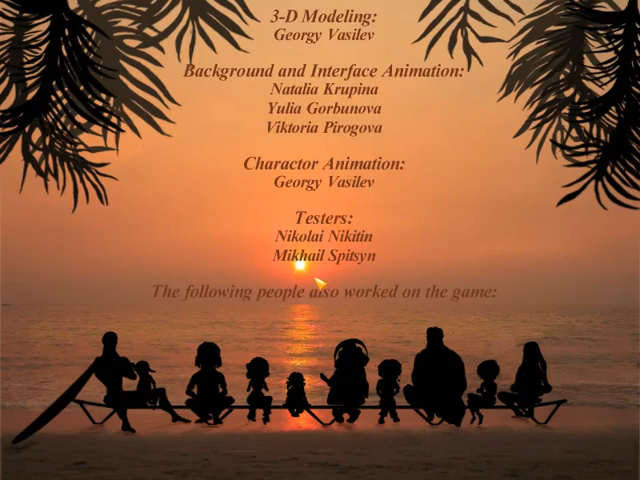 3-D Modeling:
Georgy Vasilev
Background and Interface Animation:
Natalia Krupina
Yulia Gorbunova
Viktoria Pirogova
Charactor Animation:
Georgy Vasilev
Testers:
Nikolai Nikitin
Mikhail Spitsyn
The following people also worked on the game: